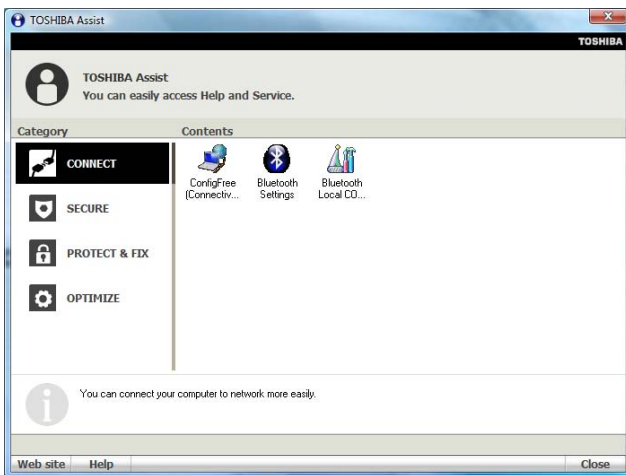 TOSHIBA Assist
TOSHIBA
TOSHIBA Assist
You can easily access Help and Service.
Category
Contents
CONNECT
SECURE
PROTECT & FIX
OPTIMIZE
ConfigFree
(Connectiv...
Bluetooth
Settings
Bluetooth
Local CO...
You can connect your computer to network more easily.
Web site
Help
Close